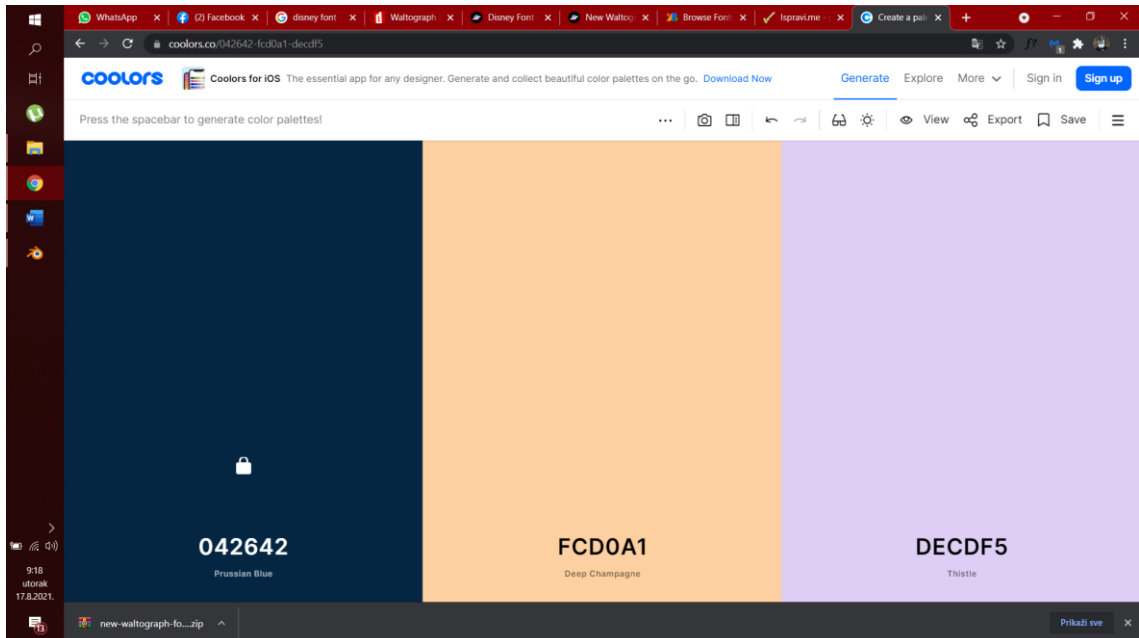 WhatsApp
(2) Facebook
disney font -
Waltograph
Disney Font
New Waltog
Browse Font
Ispravi.me -
Create a pale
coolors.co/042642-fcd0a1-decdf5
coolors
Coolors for iOS The essential app for any designer. Generate and collect beautiful color palettes on the go. Download Now
Generate Explore More Sign in Sign up
Press the spacebar to generate color palettes!
View Export Save
042642
Prussian Blue
FCD0A1
Deep Champagne
DECDF5
Thistle
9:18
utorak
17.8.2021.
13
new-waltograph-fo....zip
Prikaži sve